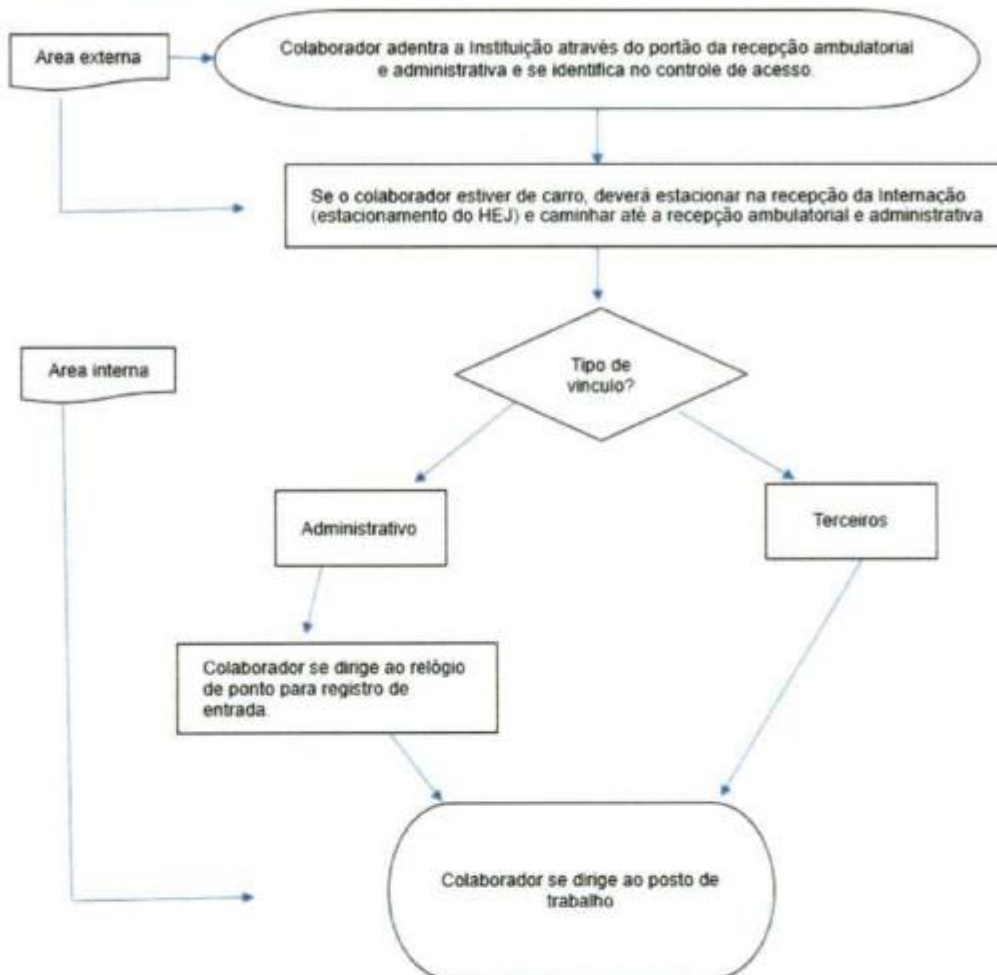 Area externa
Colaborador adentra a Instituição através do portão da recepção ambulatorial
e administrativa e se identifica no controle de acesso.
Se o colaborador estiver de carro, deverá estacionar na recepção da Internação
(estacionamento do HEJ) e caminhar até a recepção ambulatorial e administrativa
Area interna
Tipo de
vinculo?
Administrativo
Terceiros
Colaborador se dirige ao relógio
de ponto para registro de
entrada.
Colaborador se dirige ao posto de
trabalho